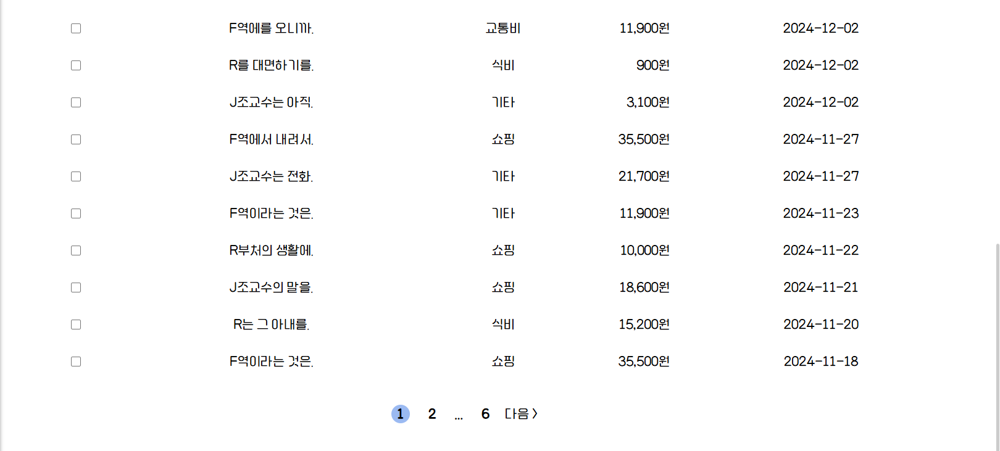 F역에를 오니까. 교통비 11,900원 2024-12-02
R를 대면하기를. 식비 900원 2024-12-02
J조교수는 아직. 기타 3,100원 2024-12-02
F역에서 내려서. 쇼핑 35,500원 2024-11-27
J조교수는 전화. 기타 21,700원 2024-11-27
F역이라는 것은. 기타 11,900원 2024-11-23
R부처의 생활에. 쇼핑 10,000원 2024-11-22
J조교수의 말을. 쇼핑 18,600원 2024-11-21
R는 그 아내를. 식비 15,200원 2024-11-20
F역이라는 것은. 쇼핑 35,500원 2024-11-18
1 2 ... 6 다음 〉